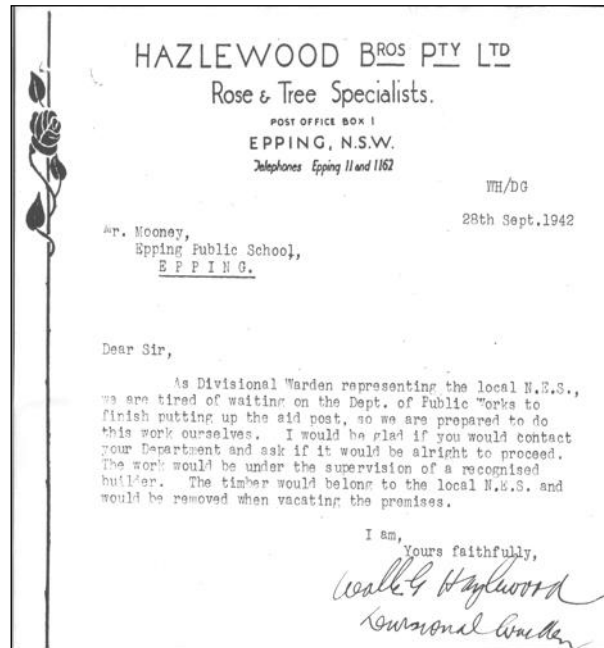 HAZLEWOOD BROS PTY LTD
Rose & Tree Specialists.
POST OFFICE BOX 1
EPPING, N.S.W.
Telephones Epping 11 and 1162
WH/DG
28th Sept.1942
Mr. Mooney,
Epping Public School,
E P P I N G.
Dear Sir,
As Divisional Warden representing the local N.E.S.,
we are tired of waiting on the Dept. of Public Works to
finish putting up the aid post, so we are prepared to do
this work ourselves. I would be glad if you would contact
your Department and ask if it would be alright to proceed.
The work would be under the supervision of a recognised
builder. The timber would belong to the local N.E.S. and
would be removed when vacating the premises.
I am,
Yours faithfully,
Hazlewood
Divisional Warden